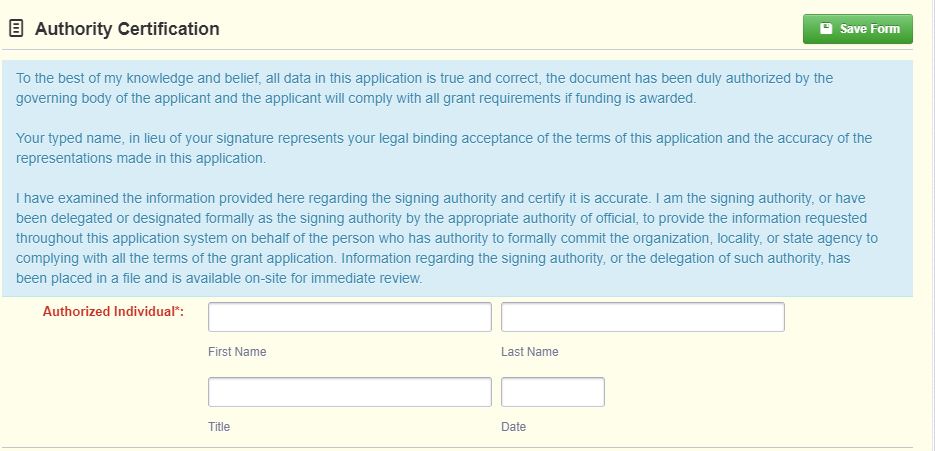 Authority Certification
Save Form
To the best of my knowledge and belief, all data in this application is true and correct, the document has been duly authorized by the
governing body of the applicant and the applicant will comply with all grant requirements if funding is awarded.
Your typed name, in lieu of your signature represents your legal binding acceptance of the terms of this application and the accuracy of the
representations made in this application.
I have examined the information provided here regarding the signing authority and certify it is accurate. I am the signing authority, or have
been delegated or designated formally as the signing authority by the appropriate authority of official, to provide the information requested
throughout this application system on behalf of the person who has authority to formally commit the organization, locality, or state agency to
complying with all the terms of the grant application. Information regarding the signing authority, or the delegation of such authority, has
been placed in a file and is available on-site for immediate review.
Authorized Individual*:
First Name
Last Name
Title
Date